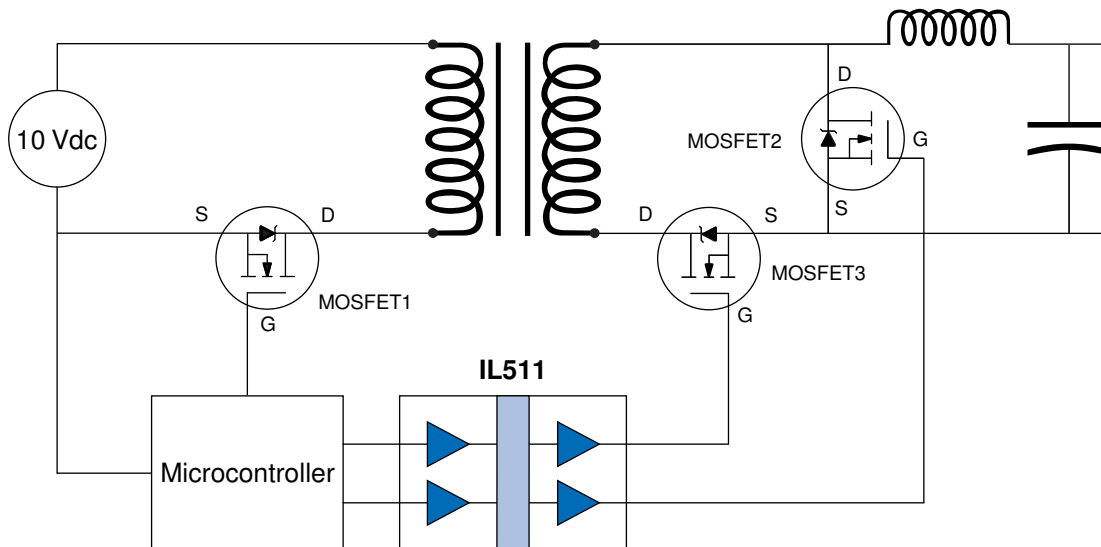 10 Vdc
S
D
G
MOSFET1
D
S
G
MOSFET3
D
G
S
MOSFET2
IL511
Microcontroller